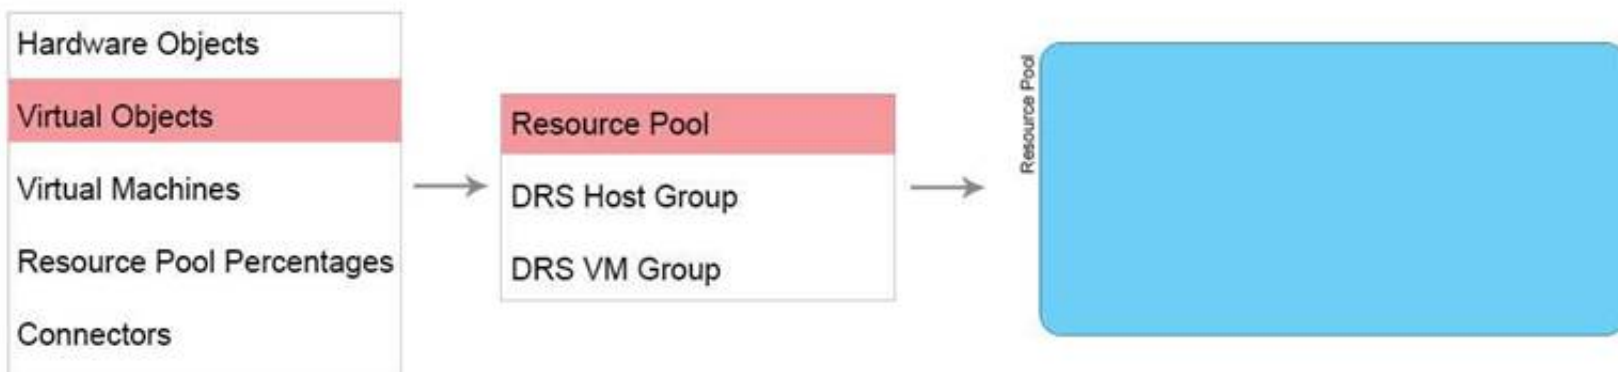 Hardware Objects
Virtual Objects
Virtual Machines
Resource Pool Percentages
Connectors
Resource Pool
DRS Host Group
DRS VM Group
Resource Pool